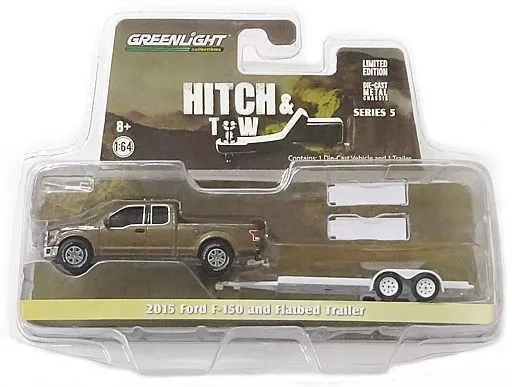 GREENLIGHT
collectibles
HITCH &
TOW
LIMITED
EDITION
DIE-CAST
METAL
CHASSIS
SERIES 5
8+
1:64
Contains: 1 Die-Cast Vehicle and 1 Trailer
2015 Ford F-150 and Flatbed Trailer